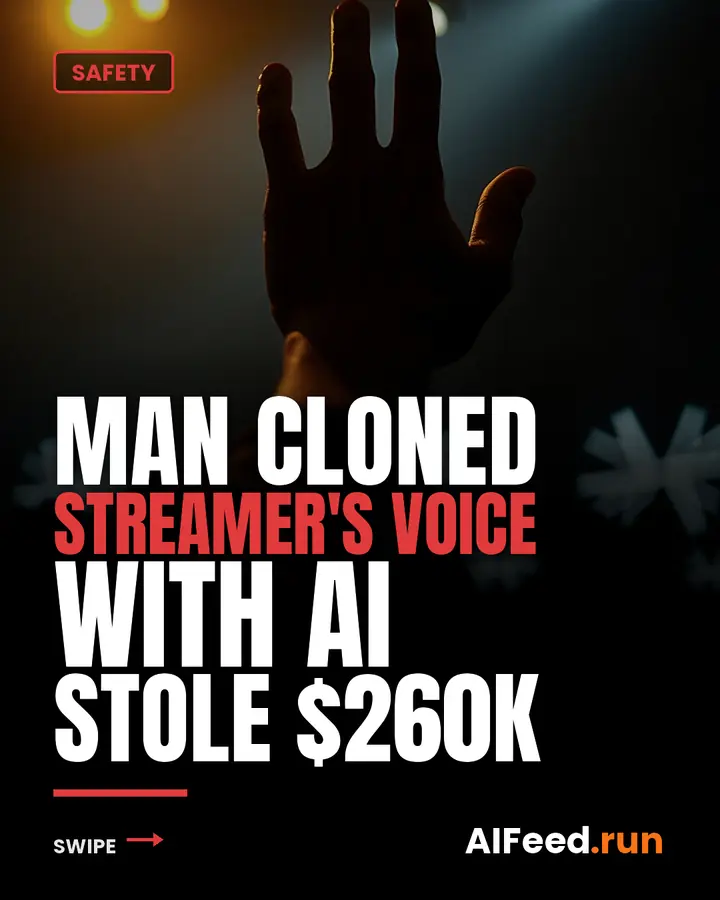 SAFETY
MAN CLONED
STREAMER'S VOICE
WITH AI
STOLE $260K
SWIPE
AIFeed.run